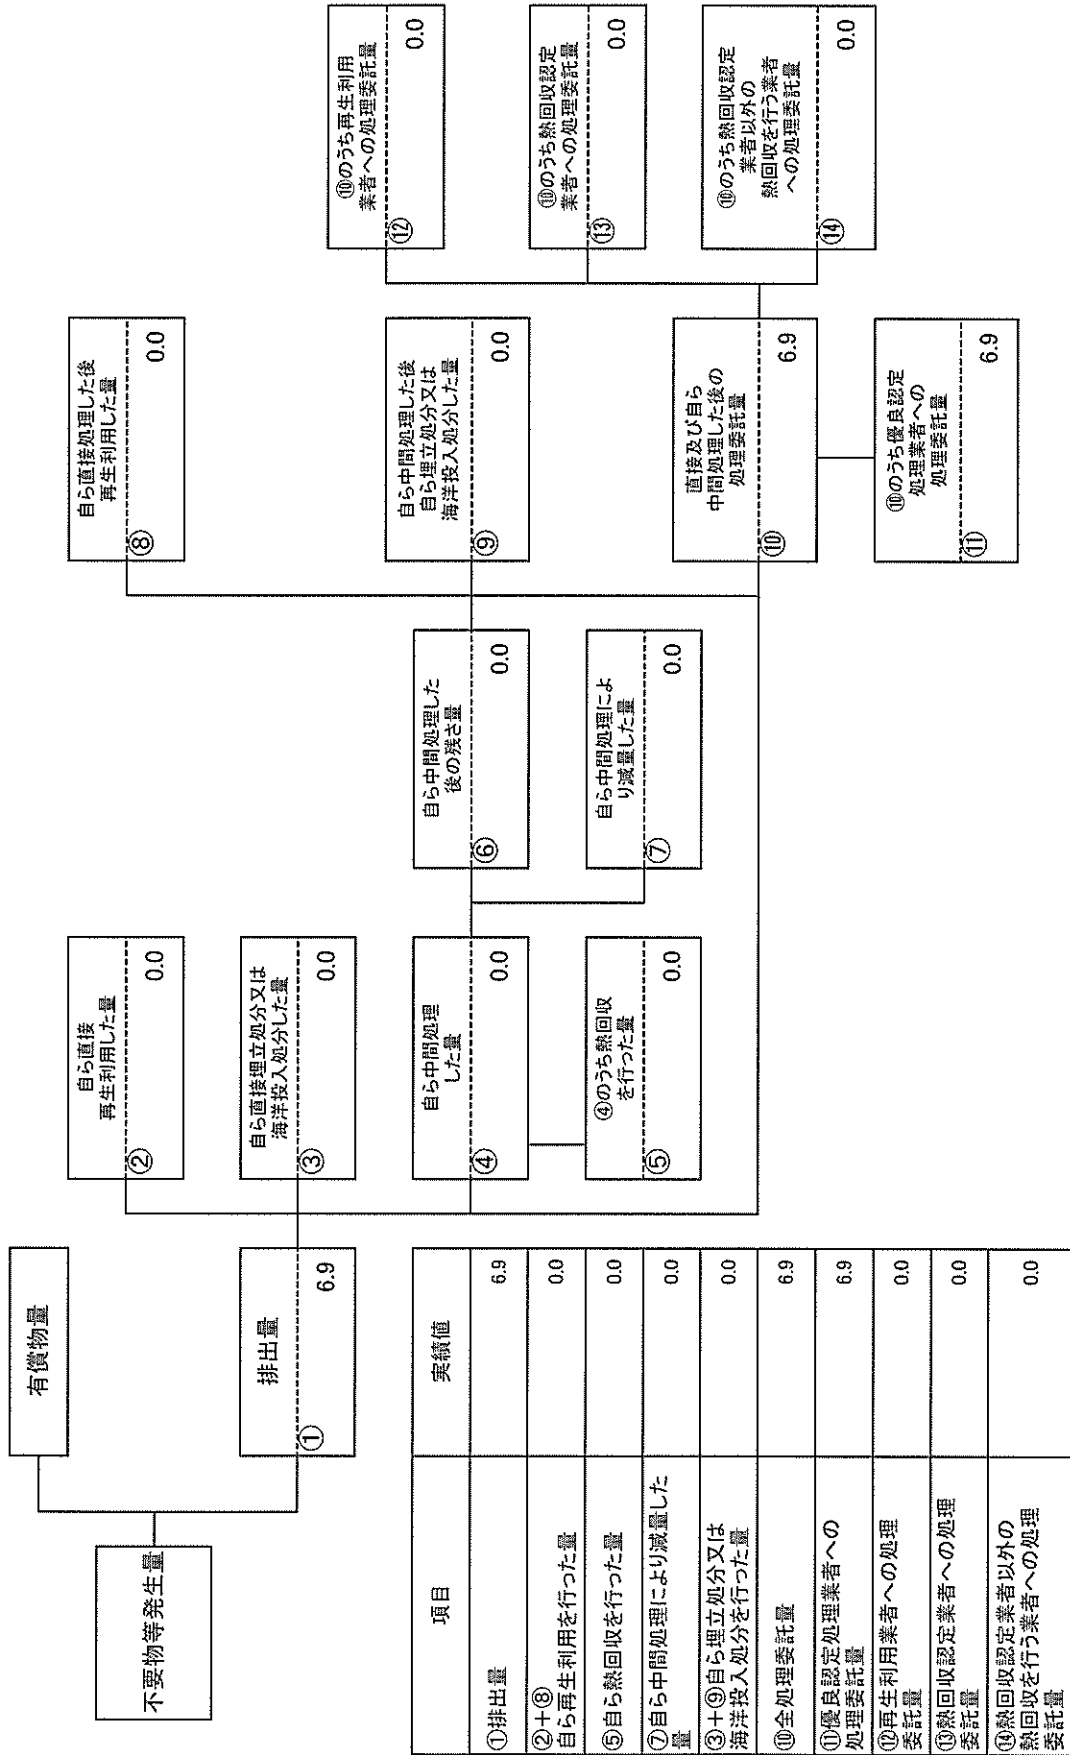 不要物等発生量
有償物量
排出量
①
6.9
自ら直接
再生利用した量
②
0.0
自ら直接埋立処分又は
海洋投入処分した量
③
0.0
自ら中間処理
した量
④
0.0
④のうち熱回収
を行った量
⑤
0.0
自ら中間処理した
後の残さ量
⑥
0.0
自ら中間処理によ
り減量した量
⑦
0.0
自ら直接処理した後
再生利用した量
⑧
0.0
自ら中間処理した後
自ら埋立処分又は
海洋投入処分した量
⑨
0.0
直接及び自ら
中間処理した後の
処理委託量
⑩
6.9
⑩のうち優良認定
処理業者への
処理委託量
⑪
6.9
⑩のうち再生利用
業者への処理委託量
⑫
0.0
⑩のうち熱回収認定
業者への処理委託量
⑬
0.0
⑩のうち熱回収認定
業者以外の
熱回収を行う業者
への処理委託量
⑭
0.0
項目 実績値
①排出量 6.9
②+⑧
自ら再生利用を行った量 0.0
⑤自ら熱回収を行った量 0.0
⑦自ら中間処理により減量した
量 0.0
③+⑨自ら埋立処分又は
海洋投入処分を行った量 0.0
⑩全処理委託量 6.9
⑪優良認定処理業者への
処理委託量 6.9
⑫再生利用業者への処理
委託量 0.0
⑬熱回収認定業者への処理
委託量 0.0
⑭熱回収認定業者以外の
熱回収を行う業者への処理
委託量 0.0